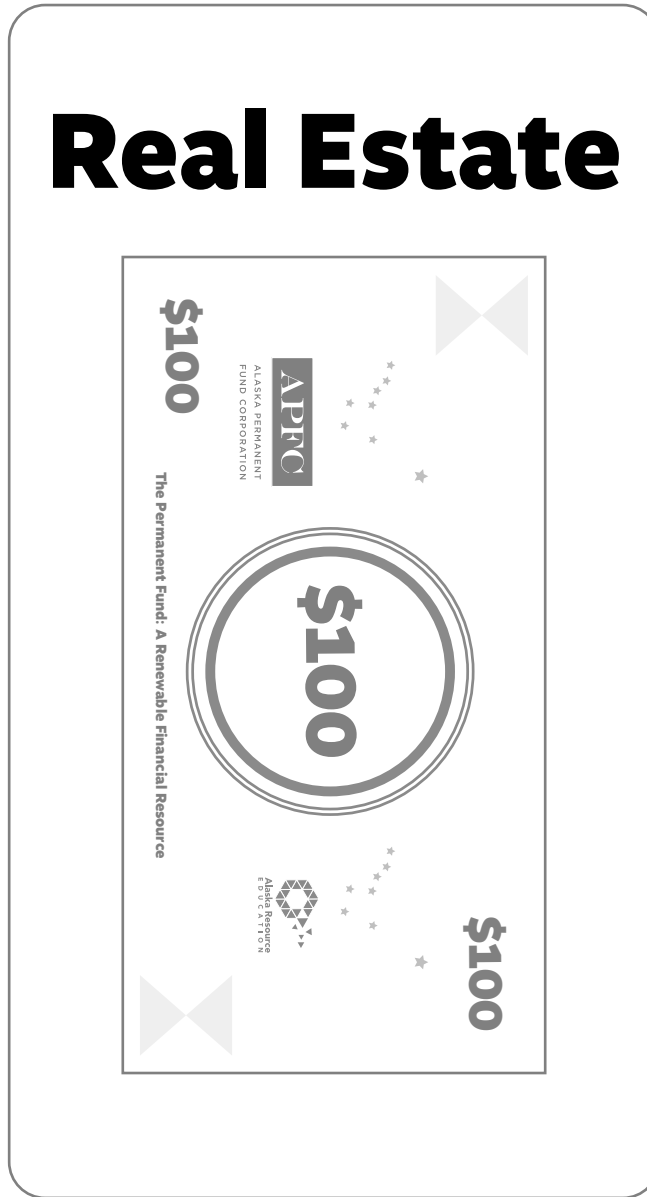 Real Estate
$100
APFC
ALASKA PERMANENT
FUND CORPORATION
The Permanent Fund: A Renewable Financial Resource
$100
Alaska Resource
EDUCATION
$100